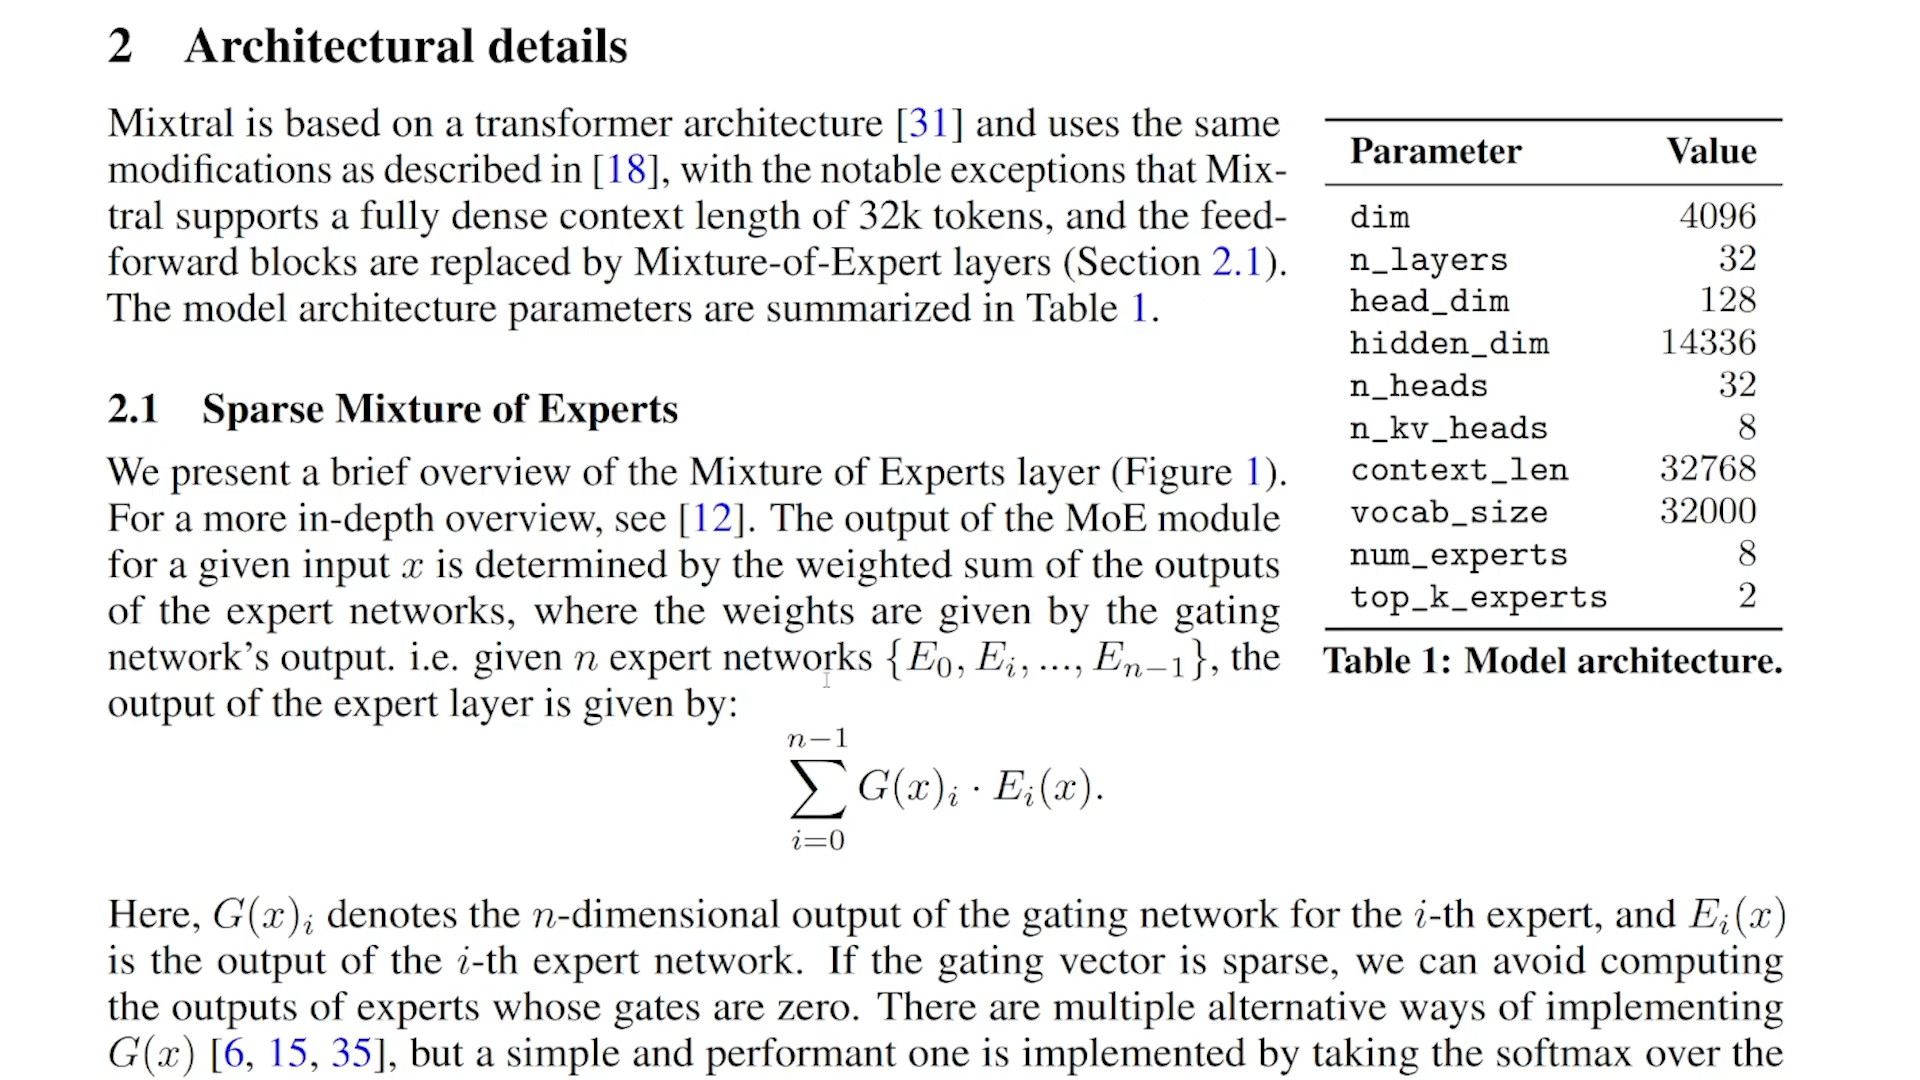 2 Architectural details
Mixtral is based on a transformer architecture [31] and uses the same
modifications as described in [18], with the notable exceptions that Mix-
tral supports a fully dense context length of 32k tokens, and the feed-
forward blocks are replaced by Mixture-of-Expert layers (Section 2.1).
The model architecture parameters are summarized in Table 1.
2.1 Sparse Mixture of Experts
We present a brief overview of the Mixture of Experts layer (Figure 1).
For a more in-depth overview, see [12]. The output of the MoE module
for a given input x is determined by the weighted sum of the outputs
of the expert networks, where the weights are given by the gating
network's output. i.e. given n expert networks {E₀, Eᵢ, ..., Eₙ₋₁}, the
output of the expert layer is given by:
Parameter Value
dim 4096
n_layers 32
head_dim 128
hidden_dim 14336
n_heads 32
n_kv_heads 8
context_len 32768
vocab_size 32000
num_experts 8
top_k_experts 2
Table 1: Model architecture.
n−1
∑ G(x)ᵢ · Eᵢ(x).
i=0
Here, G(x)ᵢ denotes the n-dimensional output of the gating network for the i-th expert, and Eᵢ(x)
is the output of the i-th expert network. If the gating vector is sparse, we can avoid computing
the outputs of experts whose gates are zero. There are multiple alternative ways of implementing
G(x) [6, 15, 35], but a simple and performant one is implemented by taking the softmax over the